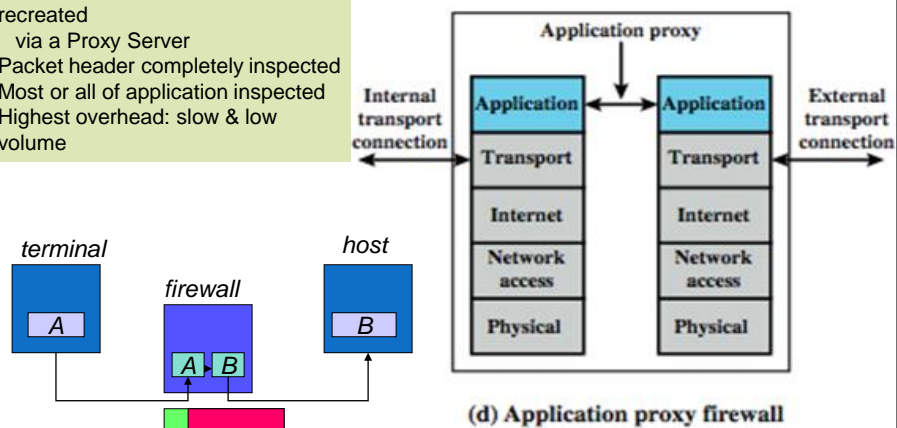 recreated
via a Proxy Server
Packet header completely inspected
Most or all of application inspected
Highest overhead: slow & low
volume
terminal
A
firewall
A
B
host
B
Application proxy
Internal
transport
connection
Application
Application
External
transport
connection
Transport
Transport
Internet
Internet
Network
access
Network
access
Physical
Physical
(d) Application proxy firewall